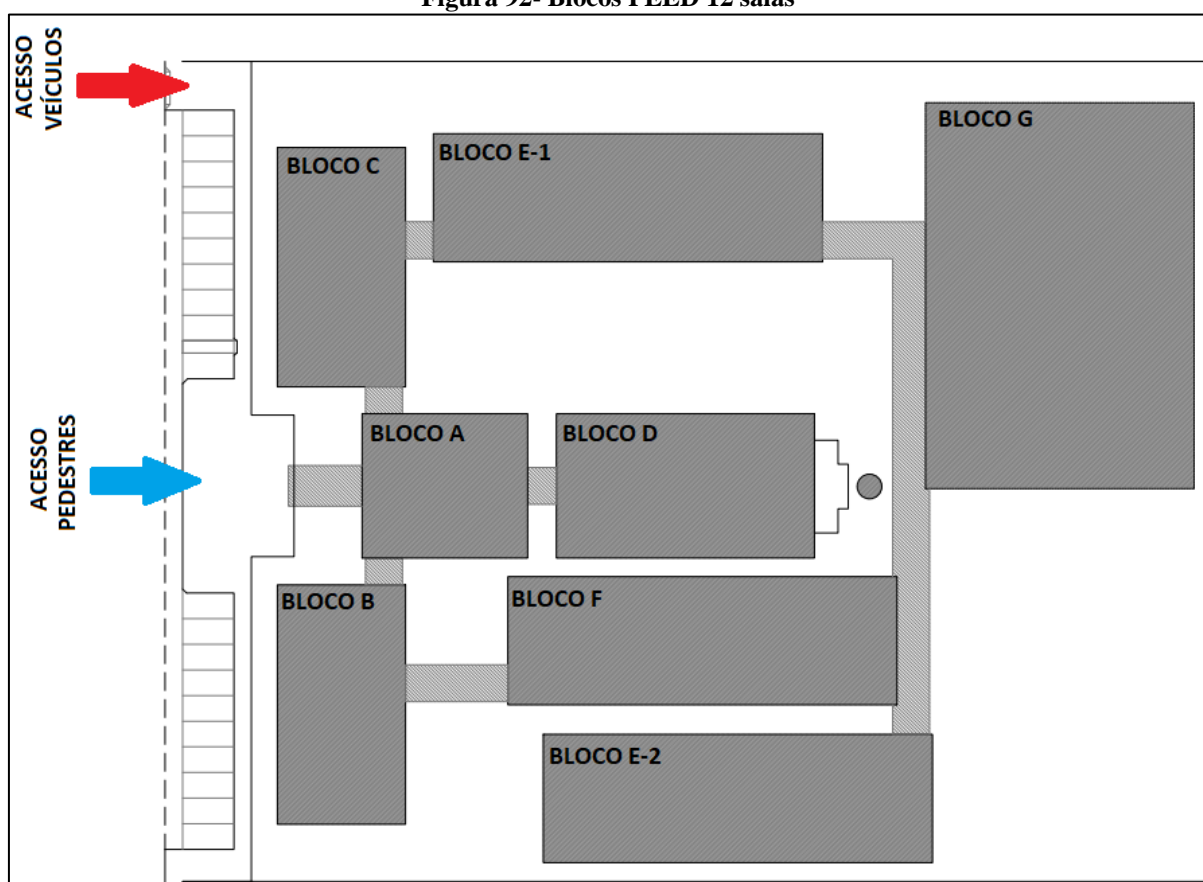 Figura 92- Blocos 12 salas
ACESSO
VEÍCULOS
BLOCO C
BLOCO E-1
BLOCO G
ACESSO
PEDESTRES
BLOCO A
BLOCO D
BLOCO B
BLOCO F
BLOCO E-2